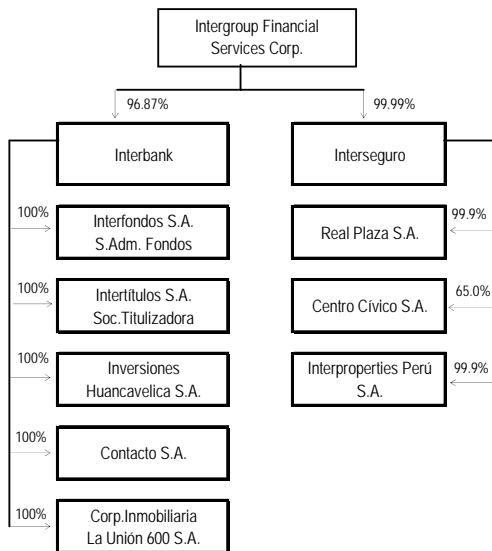 Intergroup Financial
Services Corp.
96.87%
99.99%
Interbank
Interseguro
100%
Interfondos S.A.
S.Adm. Fondos
Real Plaza S.A.
99.9%
100%
Intertítulos S.A.
Soc.Titulizadora
Centro Cívico S.A.
65.0%
100%
Inversiones
Huancavelica S.A.
Interproperties Perú
S.A.
99.9%
100%
Contacto S.A.
100%
Corp.Inmobiliaria
La Unión 600 S.A.